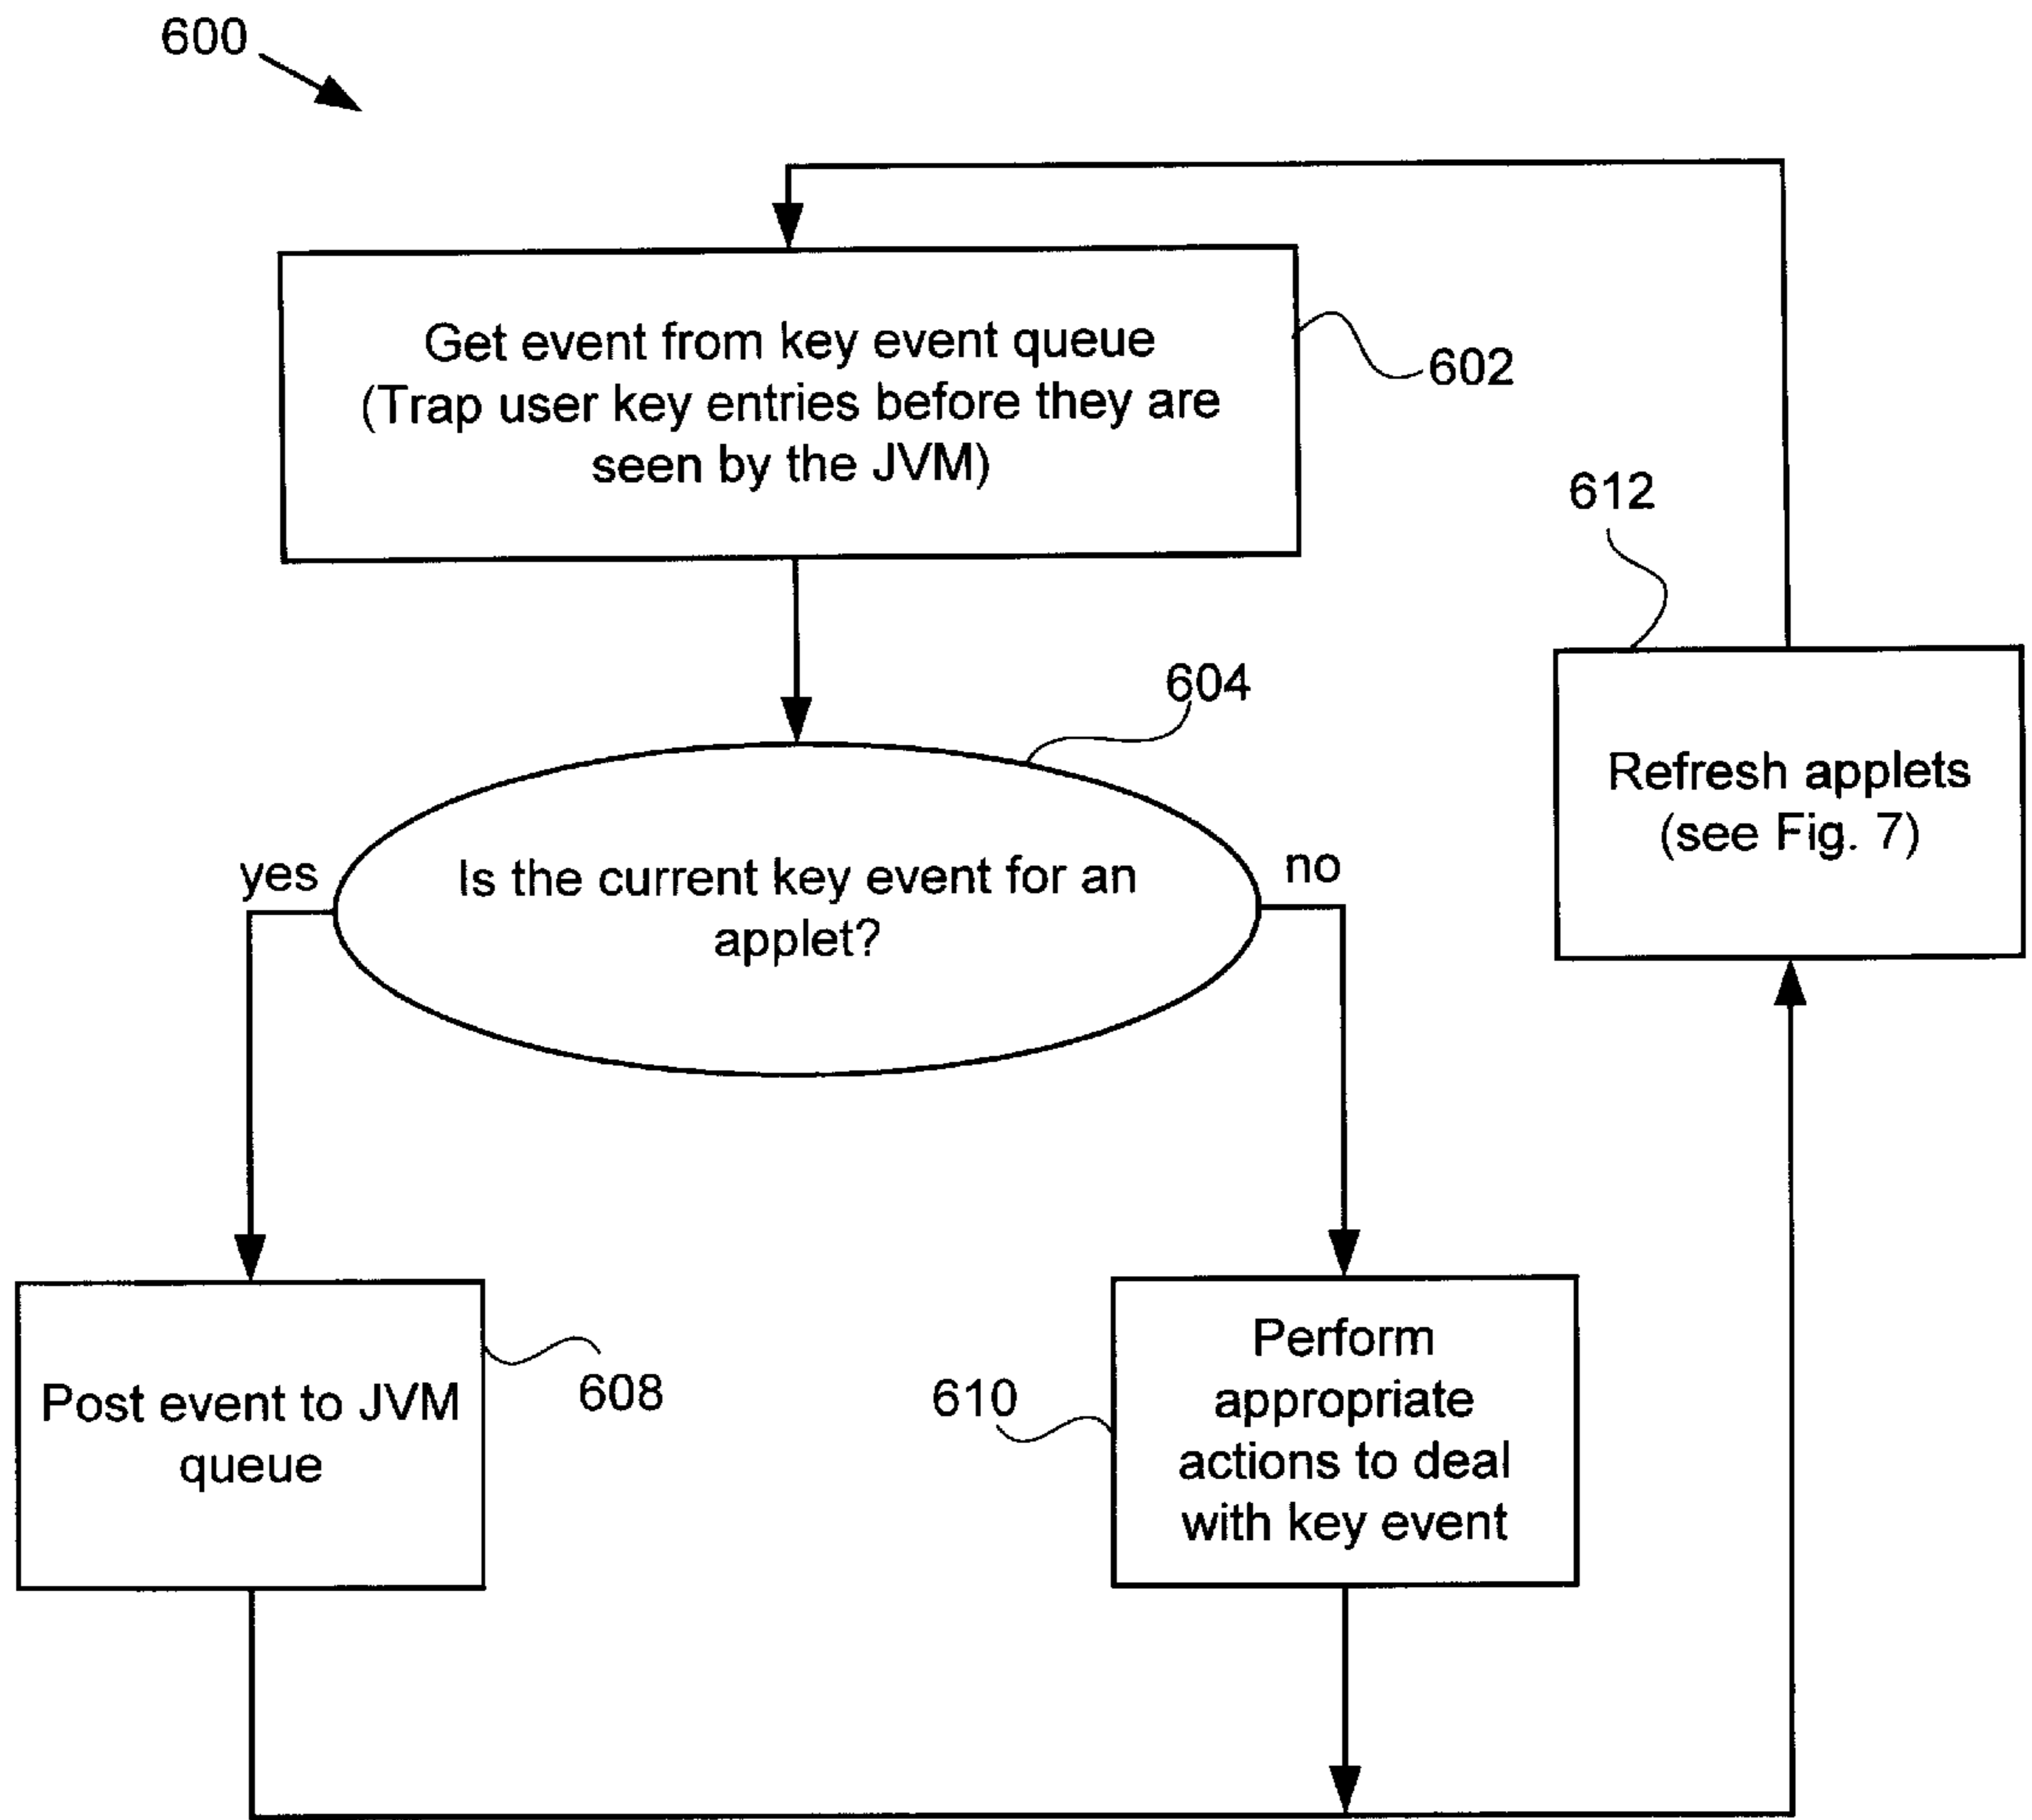 600
Get event from key event queue
(Trap user key entries before they are
seen by the JVM)
602
612
604
Refresh applets
(see Fig. 7)
yes
Is the current key event for an
applet?
no
Post event to JVM
queue
608
610
Perform
appropriate
actions to deal
with key event